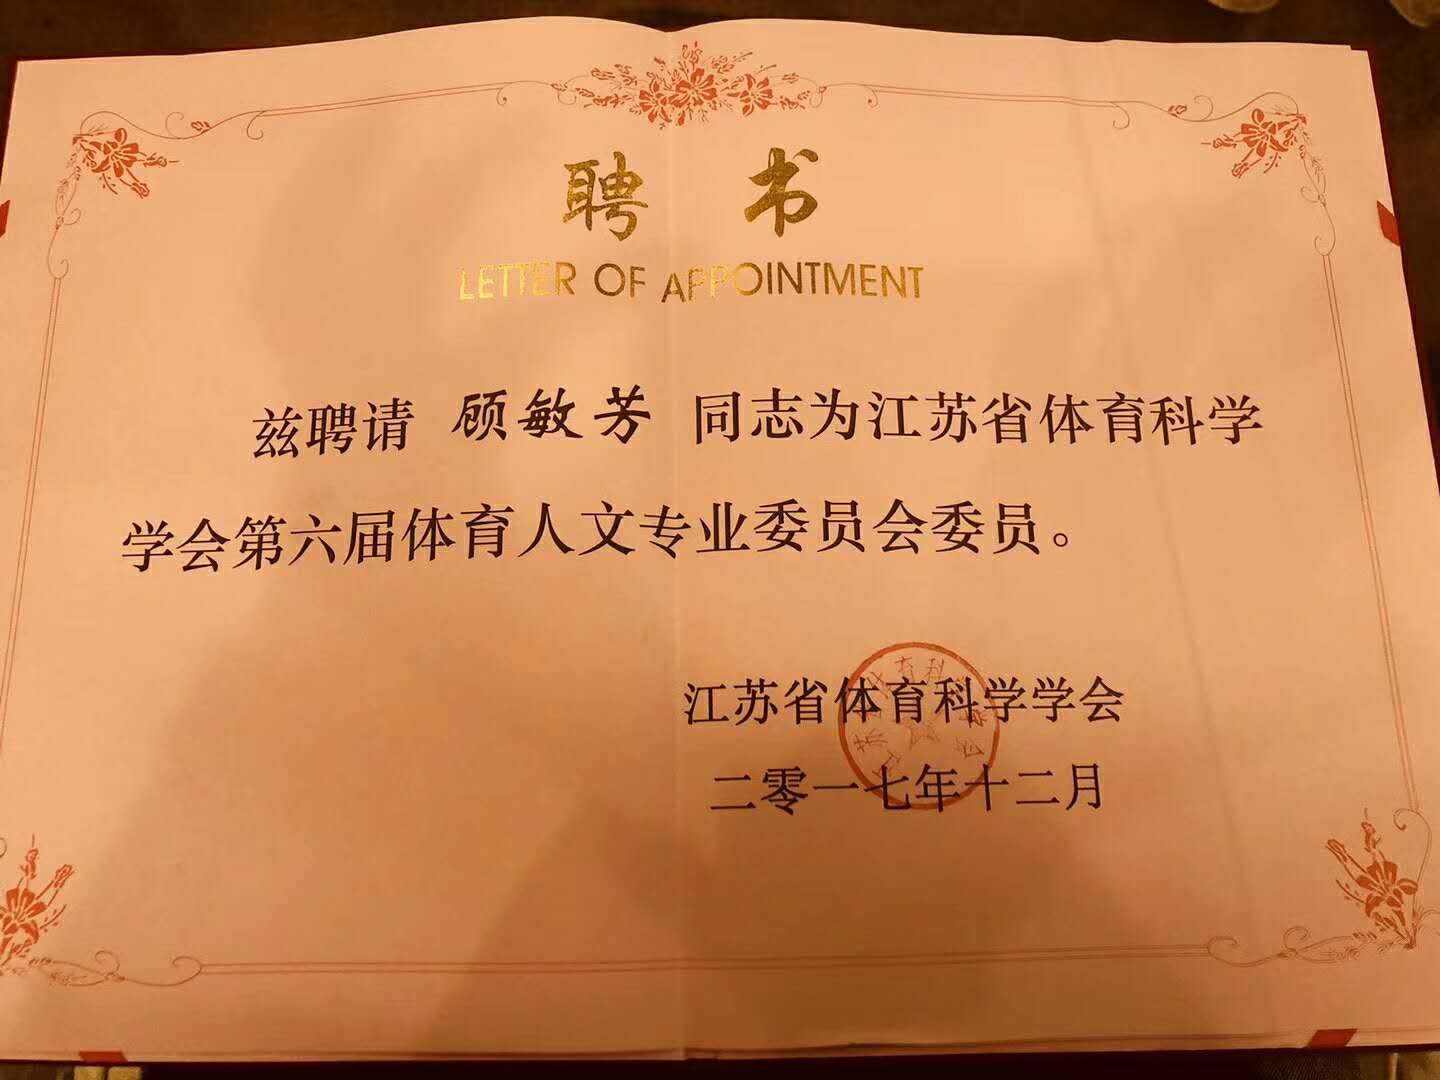 聘书
LETTER OF APPOINTMENT
兹聘请 顾敏芳 同志为江苏省体育科学
学会第六届体育人文专业委员会委员。
江苏省体育科学学会
二零一七年十二月